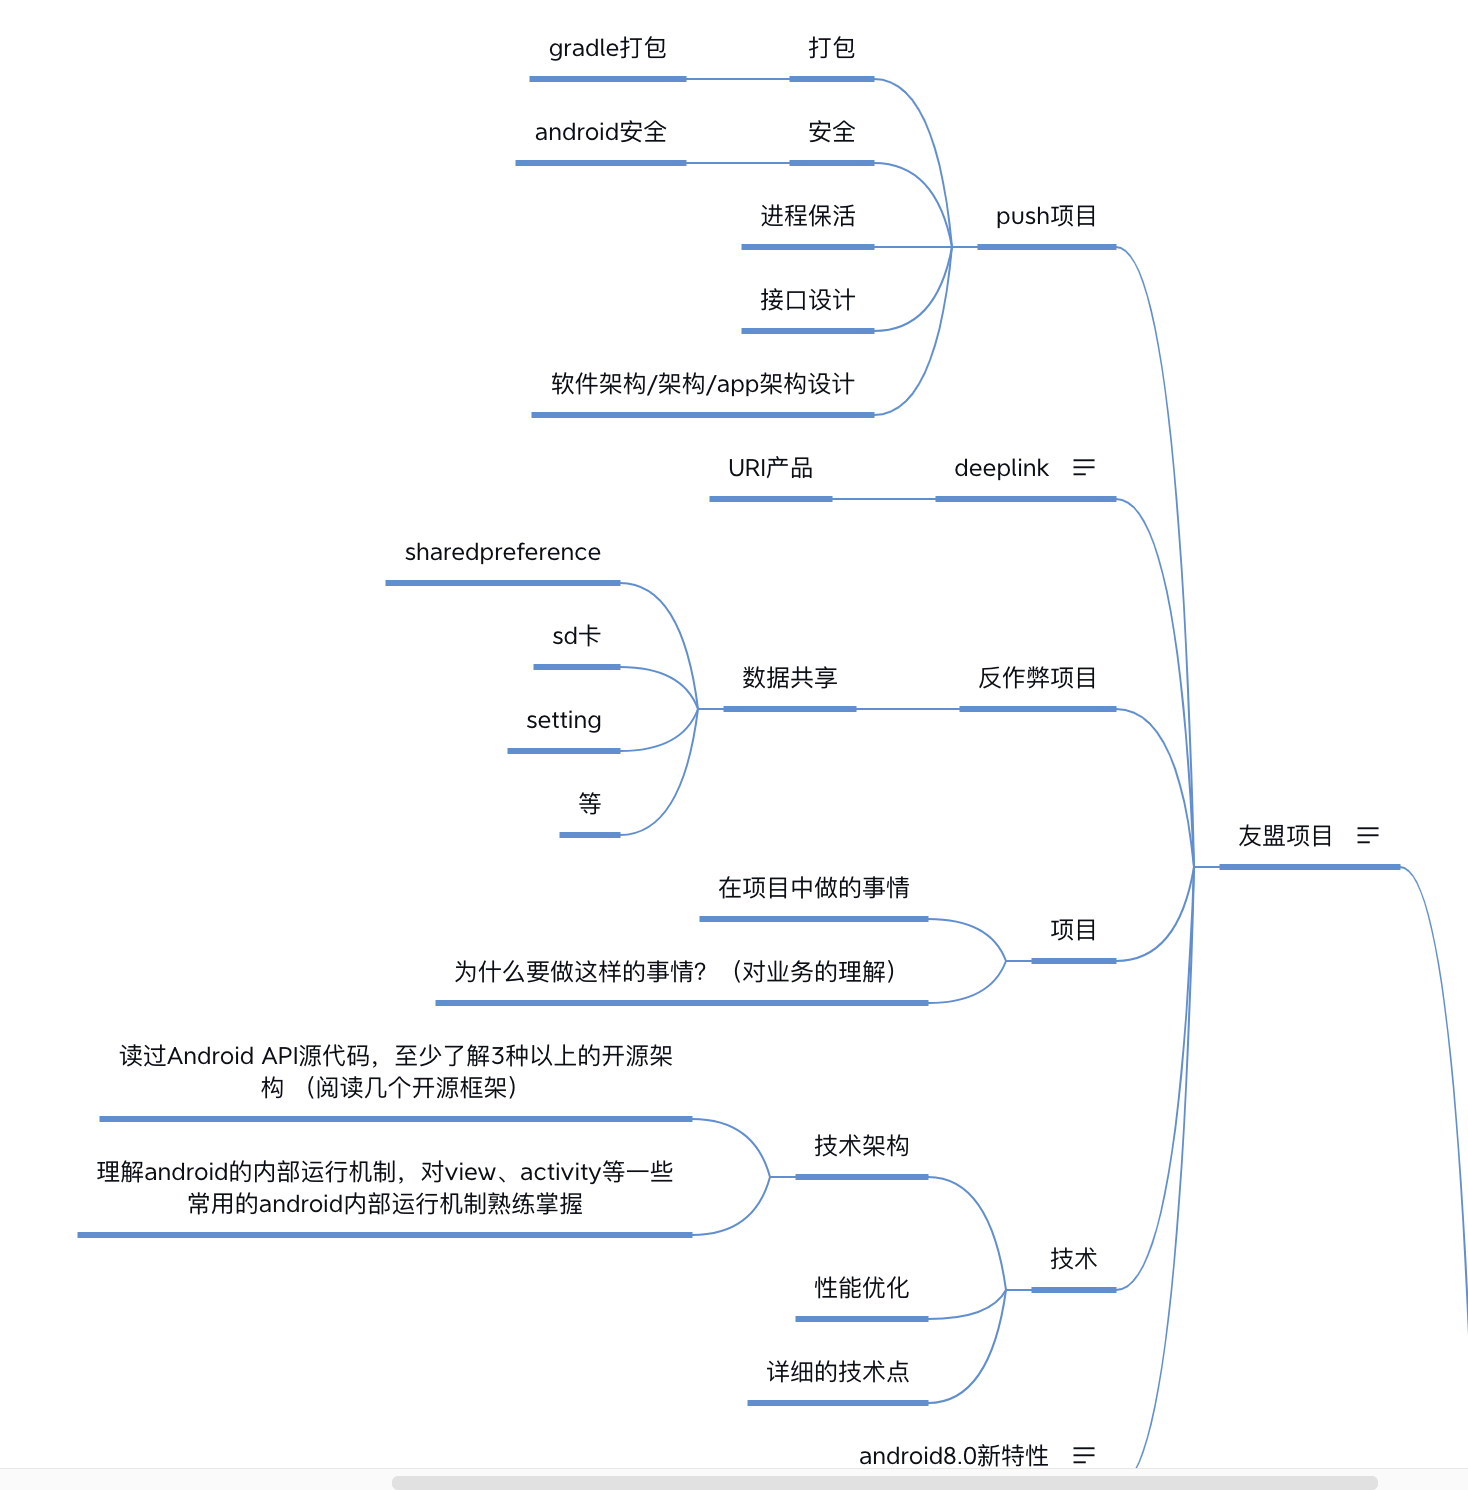 gradle打包
打包
android安全
安全
进程保活
push项目
接口设计
软件架构/架构/app架构设计
URI产品
deeplink
sharedpreference
sd卡
数据共享
反作弊项目
setting
等
友盟项目
在项目中做的事情
项目
为什么要做这样的事情？（对业务的理解）
读过Android API源代码，至少了解3种以上的开源架
构 （阅读几个开源框架）
技术架构
理解android的内部运行机制，对view、activity等一些
常用的android内部运行机制熟练掌握
技术
性能优化
详细的技术点
android8.0新特性